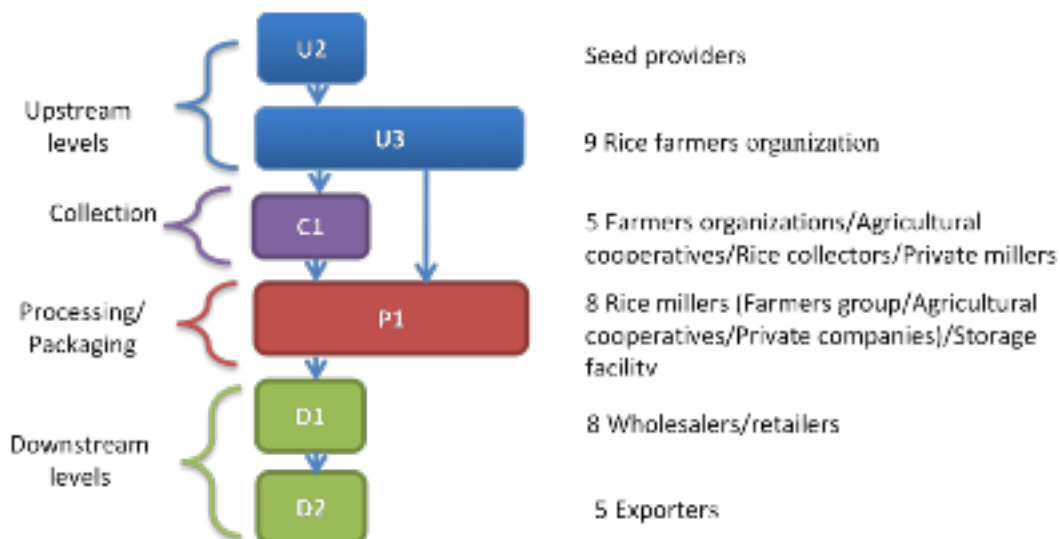 U2
Seed providers
Upstream
levels
U3
9 Rice farmers organization
Collection
C1
5 Farmers organizations/Agricultural
cooperatives/Rice collectors/Private millers
Processing/
Packaging
P1
8 Rice millers (Farmers group/Agricultural
cooperatives/Private companies)/Storage
facility
D1
8 Wholesalers/retailers
Downstream
levels
D2
5 Exporters